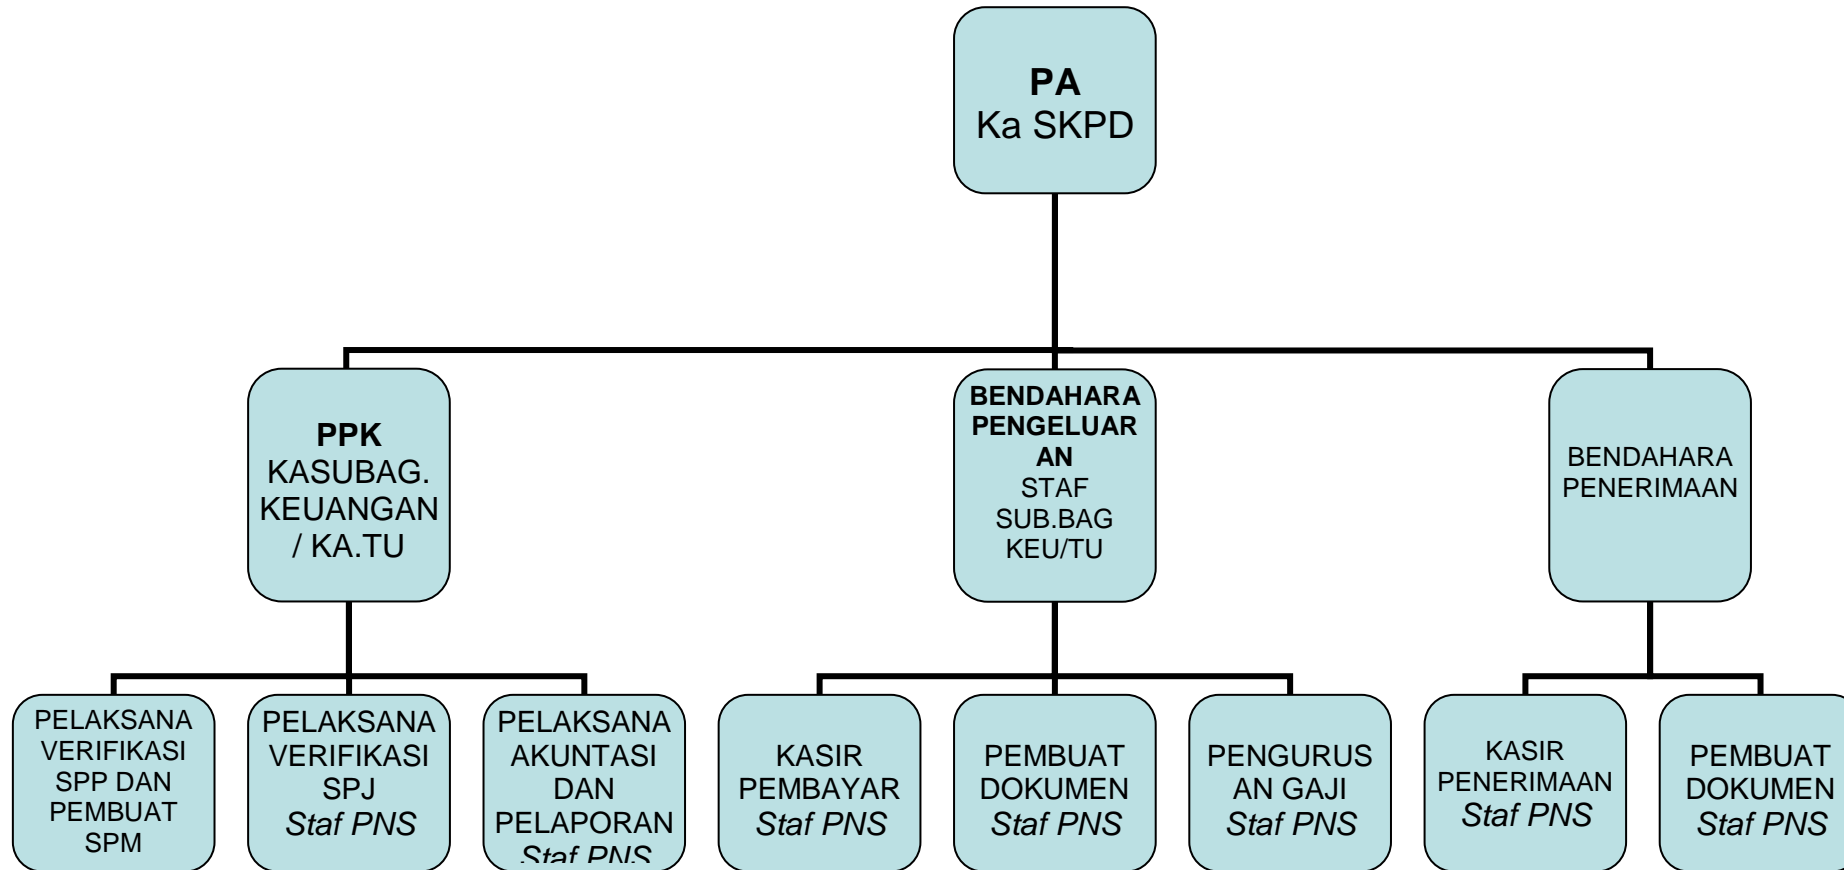 PA
Ka SKPD
PPK
KASUBAG.
KEUANGAN
/ KA.TU
BENDAHARA
PENGELUAR
AN
STAF
SUB.BAG
KEU/TU
BENDAHARA
PENERIMAAN
PELAKSANA
VERIFIKASI
SPP DAN
PEMBUAT
SPM
PELAKSANA
VERIFIKASI
SPJ
Staf PNS
PELAKSANA
AKUNTASI
DAN
PELAPORAN
Staf PNS
KASIR
PEMBAYAR
Staf PNS
PEMBUAT
DOKUMEN
Staf PNS
PENGURUS
AN GAJI
Staf PNS
KASIR
PENERIMAAN
Staf PNS
PEMBUAT
DOKUMEN
Staf PNS